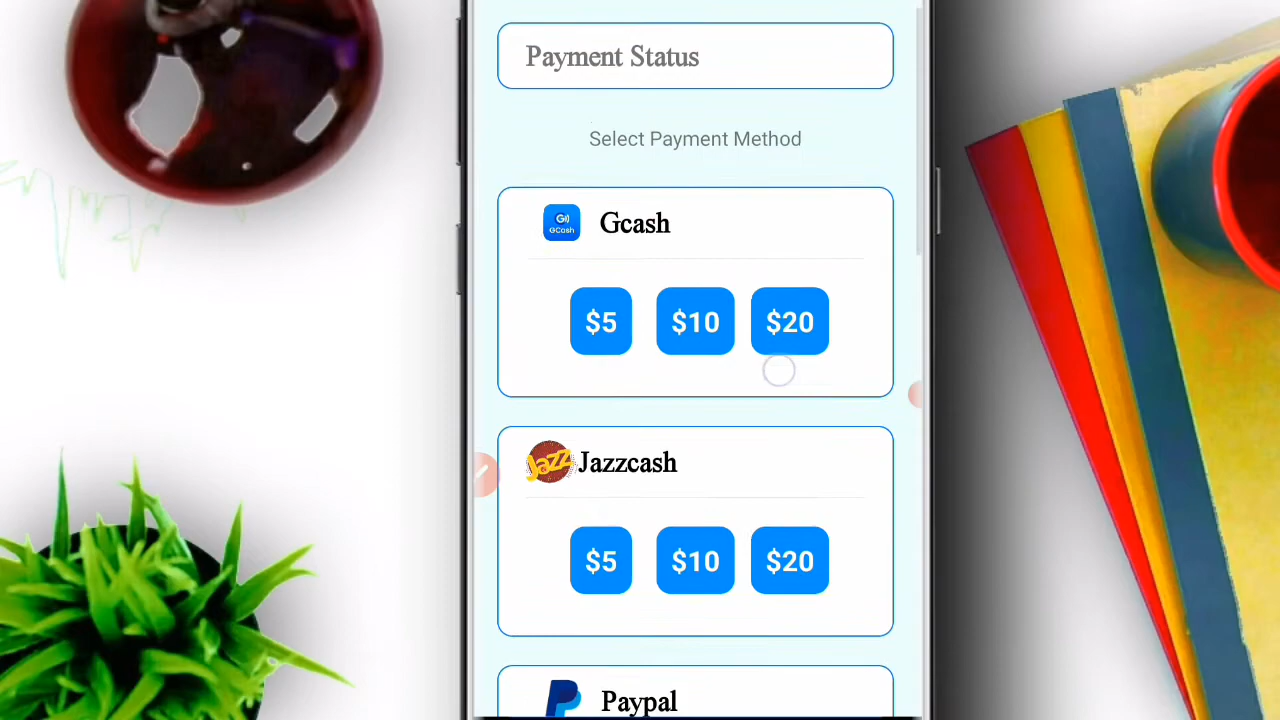 Payment Status
Select Payment Method
G))
GCash
Gcash
$5 $10 $20
Jazz
Jazzcash
$5 $10 $20
Paypal